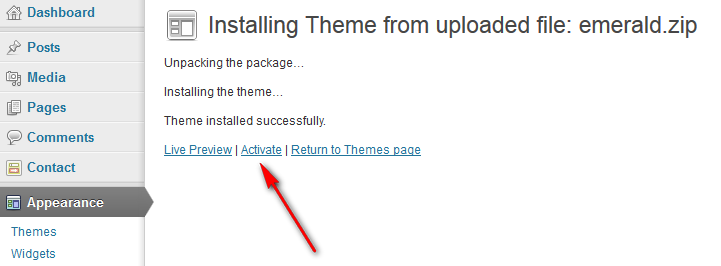 Dashboard
Posts
Media
Pages
Comments
Contact
Appearance
Themes
Widgets
Installing Theme from uploaded file: emerald.zip
Unpacking the package…
Installing the theme…
Theme installed successfully.
Live Preview | Activate | Return to Themes page